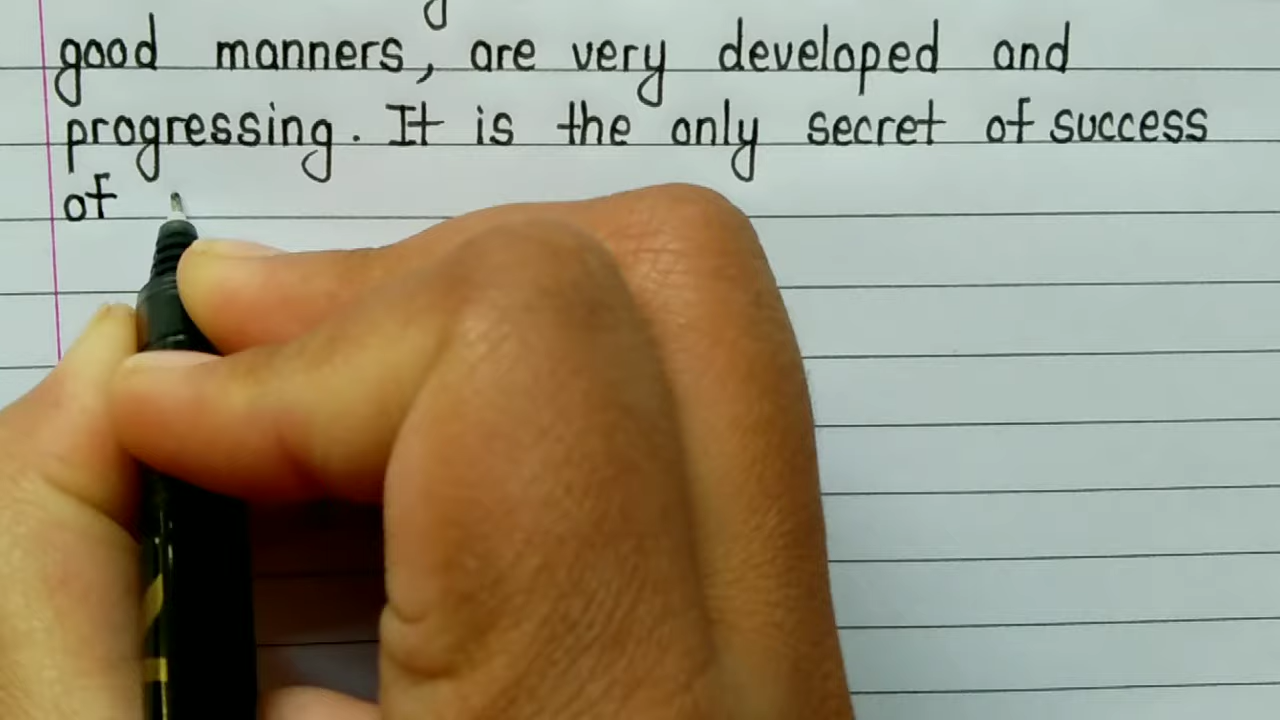 good manners, are very developed and
progressing. It is the only secret of success
of